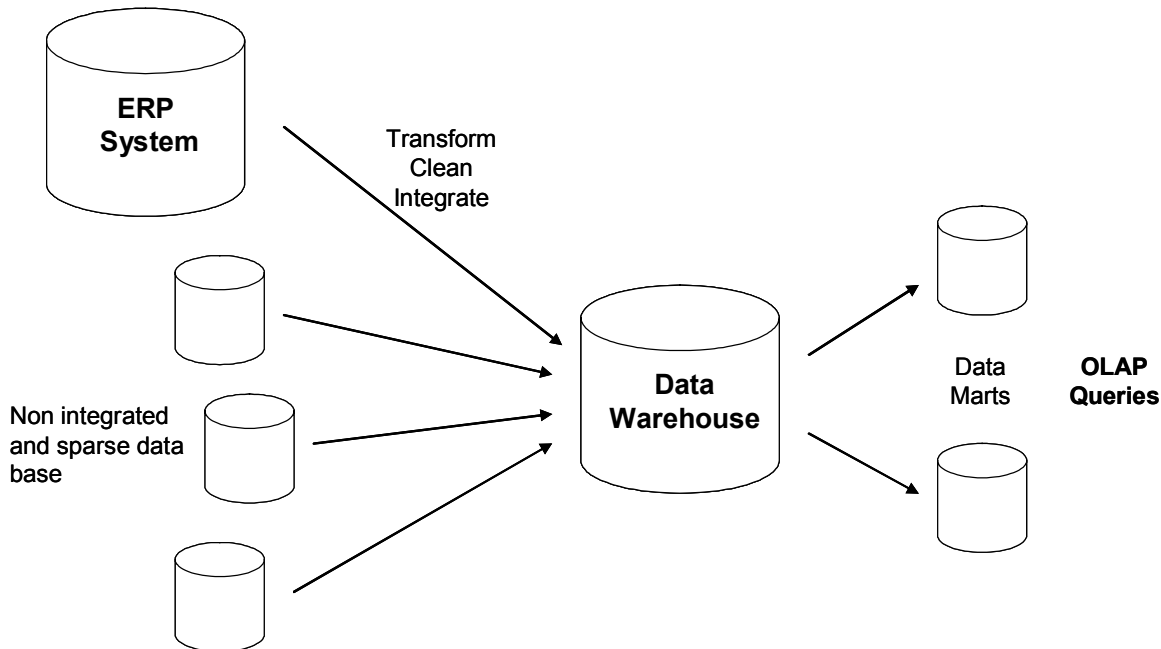 ERP
System
Transform
Clean
Integrate
Non integrated
and sparse data
base
Data
Warehouse
Data
Marts
OLAP
Queries